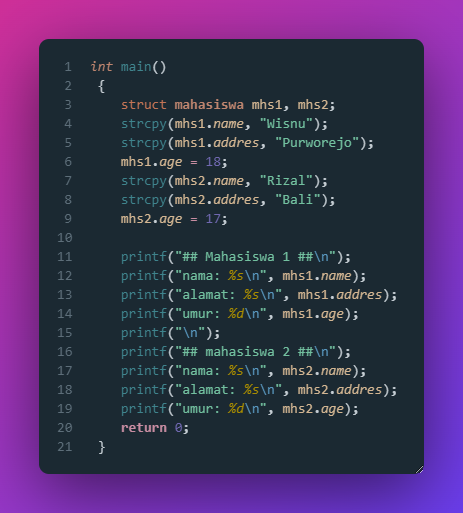 1 int main()
2 {
3 struct mahasiswa mhs1, mhs2;
4 strcpy(mhs1.name, "Wisnu");
5 strcpy(mhs1.addres, "Purworejo");
6 mhs1.age = 18;
7 strcpy(mhs2.name, "Rizal");
8 strcpy(mhs2.addres, "Bali");
9 mhs2.age = 17;
10
11 printf("## Mahasiswa 1 ##\n");
12 printf("nama: %s\n", mhs1.name);
13 printf("alamat: %s\n", mhs1.addres);
14 printf("umur: %d\n", mhs1.age);
15 printf("\n");
16 printf("## mahasiswa 2 ##\n");
17 printf("nama: %s\n", mhs2.name);
18 printf("alamat: %s\n", mhs2.addres);
19 printf("umur: %d\n", mhs2.age);
20 return 0;
21 }